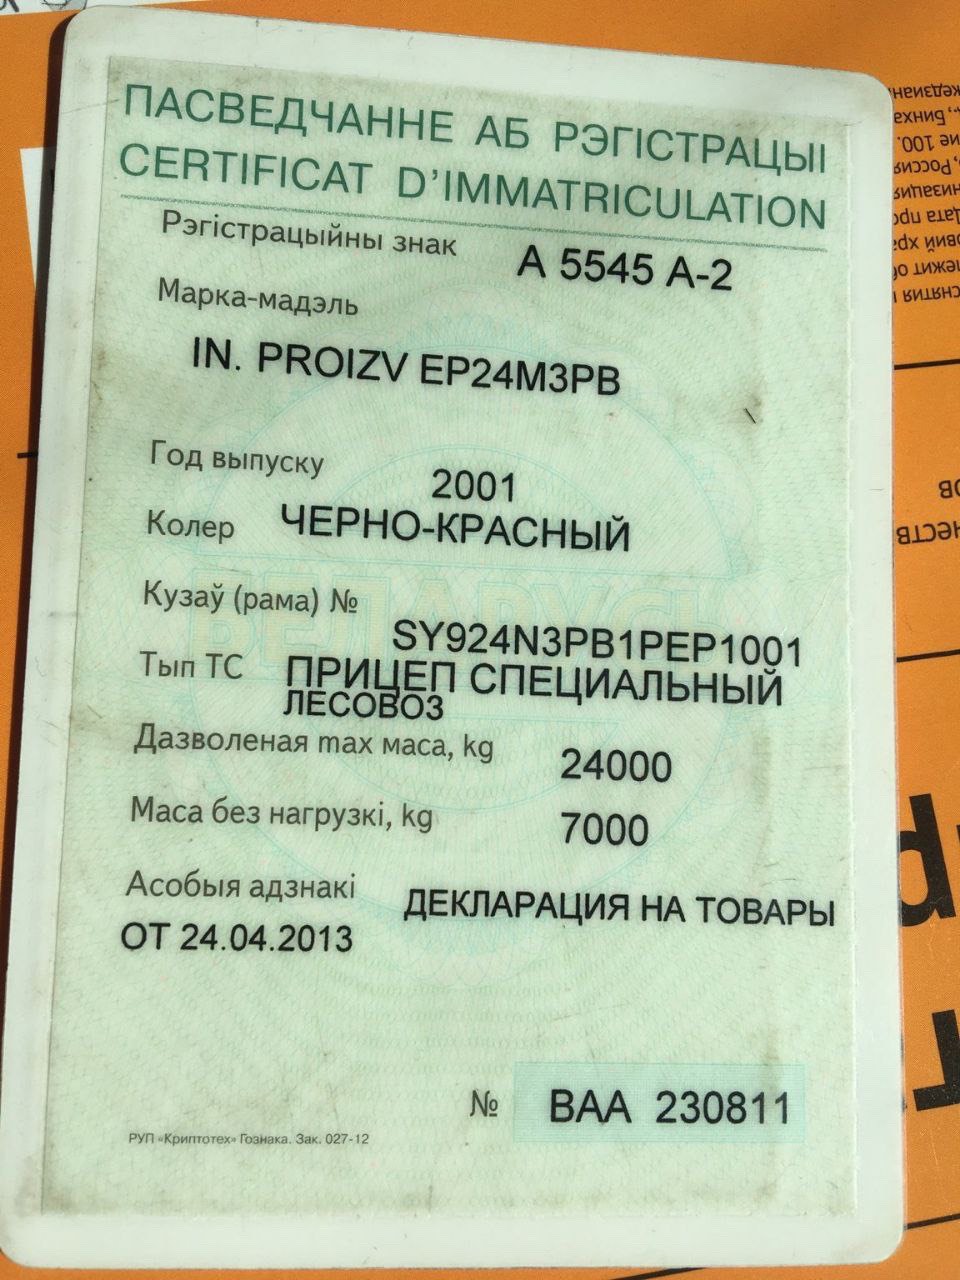 ПАСВЕДЧАННЕ АБ РЭГІСТРАЦЫІ
CERTIFICAT D'IMMATRICULATION
Рэгістрацыйны знак A 5545 A-2
Марка-мадэль
IN. PROIZV EP24M3PB
Год выпуску 2001
Колер ЧЕРНО-КРАСНЫЙ
Кузаў (рама) №
SY924N3PB1PEP1001
Тып ТС ПРИЦЕП СПЕЦИАЛЬНЫЙ
ЛЕСОВОЗ
Дазволеная max маса, kg 24000
Маса без нагрузкі, kg 7000
Асобыя адзнакі ДЕКЛАРАЦИЯ НА ТОВАРЫ
ОТ 24.04.2013
№ ВАА 230811
РУП «Криптотех» Гознака. Зак. 027-12
БЕЛАРУСЬ